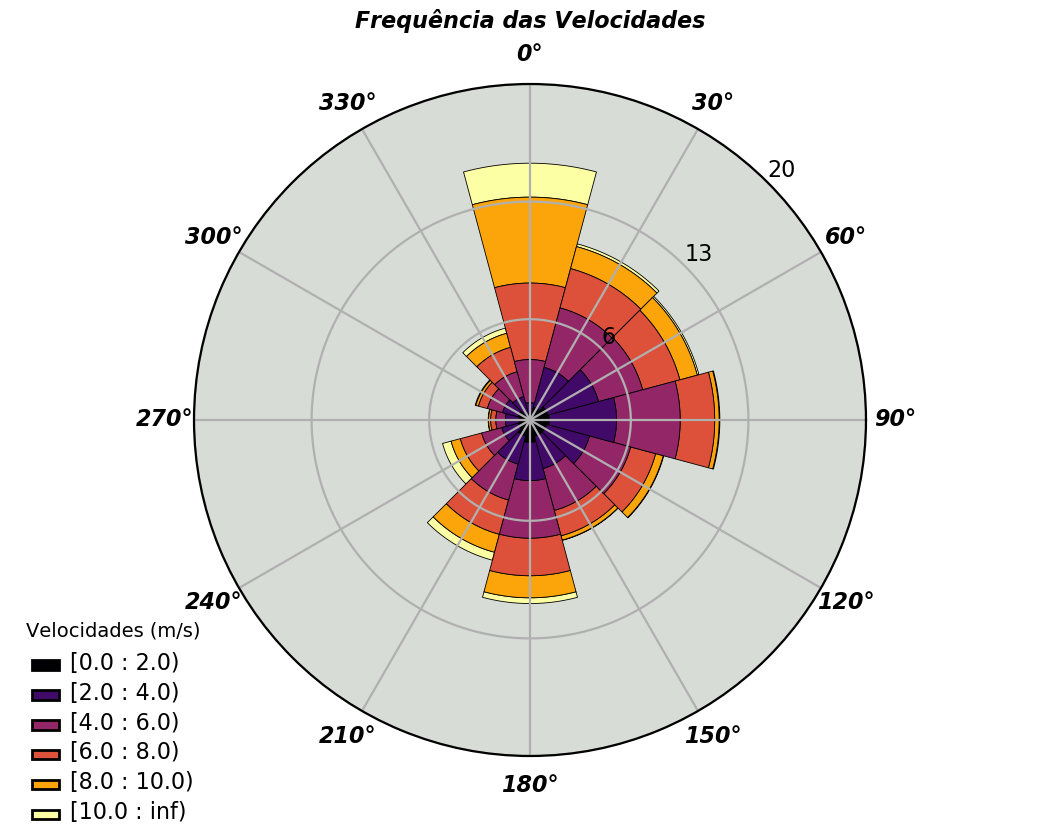 Frequência das Velocidades
0°
330°
30°
20
300°
60°
13
6
270°
90°
240°
120°
210°
150°
180°
Velocidades (m/s)
[0.0 : 2.0)
[2.0 : 4.0)
[4.0 : 6.0)
[6.0 : 8.0)
[8.0 : 10.0)
[10.0 : inf)